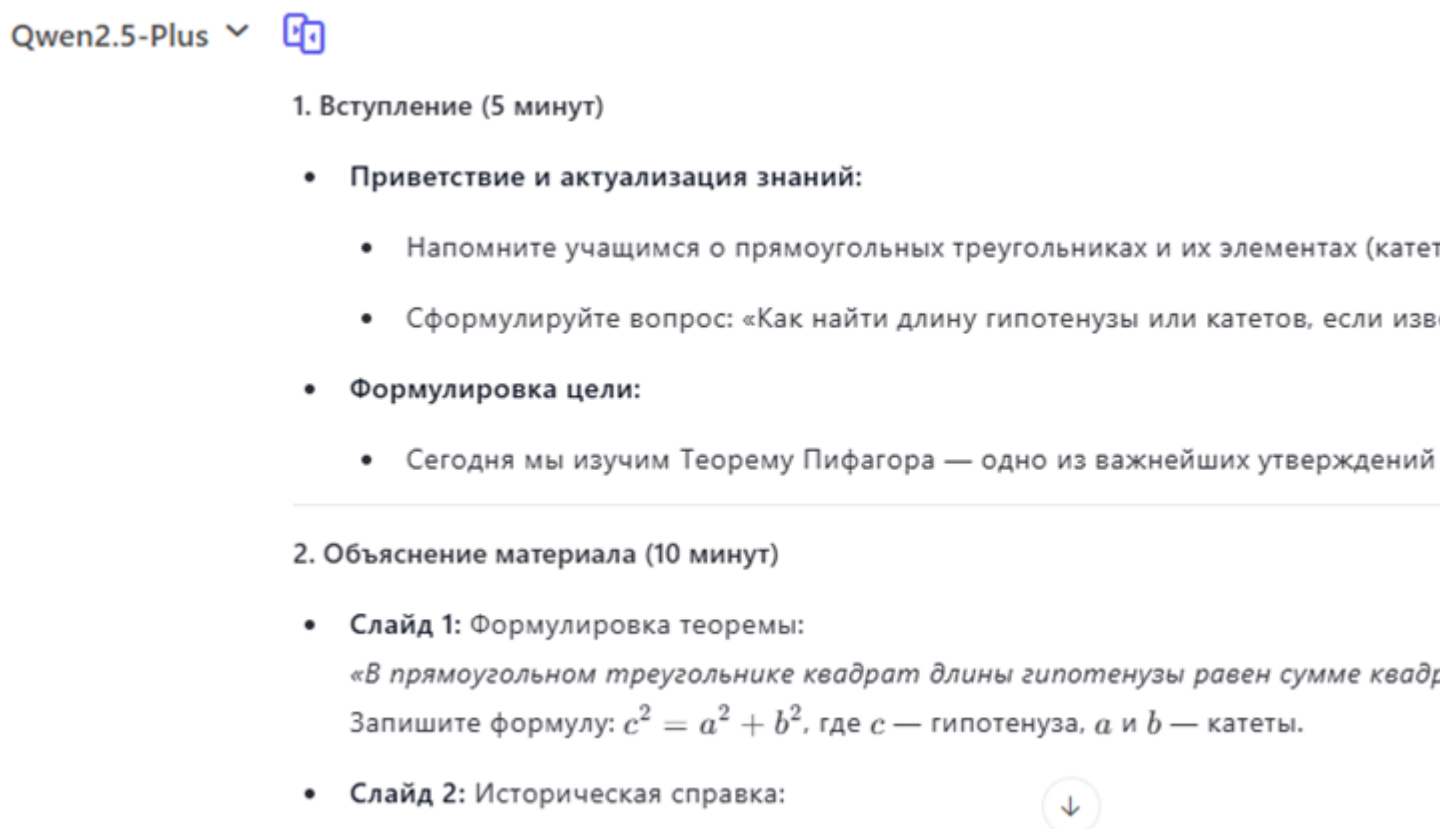 Qwen2.5-Plus
1. Вступление (5 минут)
• Приветствие и актуализация знаний:
• Напомните учащимся о прямоугольных треугольниках и их элементах (катет
• Сформулируйте вопрос: «Как найти длину гипотенузы или катетов, если изв
• Формулировка цели:
• Сегодня мы изучим Теорему Пифагора — одно из важнейших утверждений
2. Объяснение материала (10 минут)
• Слайд 1: Формулировка теоремы:
«В прямоугольном треугольнике квадрат длины гипотенузы равен сумме квадр
Запишите формулу: c² = a² + b², где c — гипотенуза, a и b — катеты.
• Слайд 2: Историческая справка: